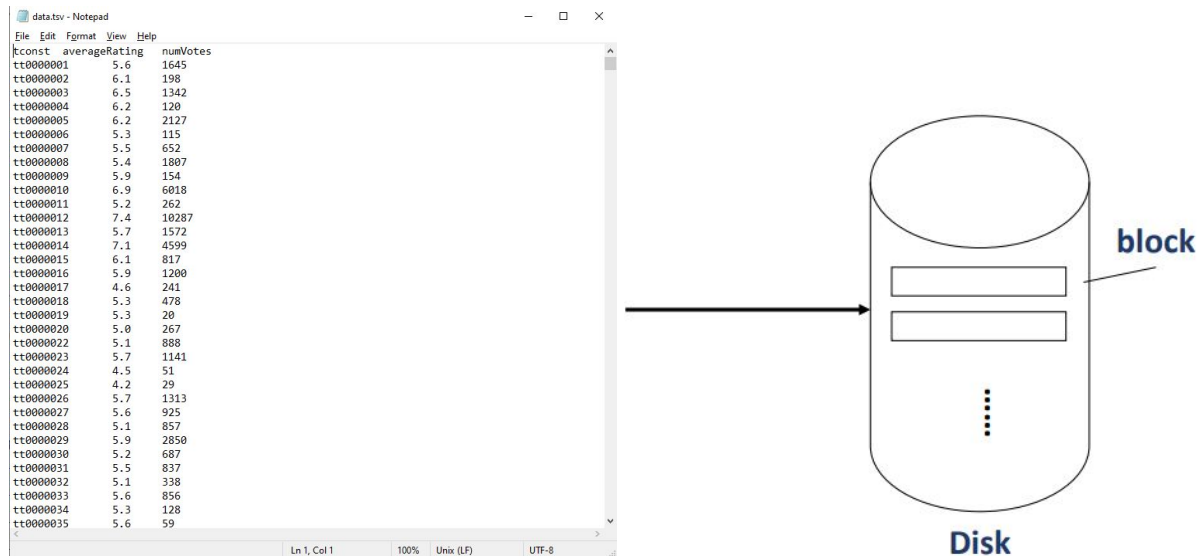 data.tsv - Notepad
File Edit Format View Help
tconst averageRating numVotes
tt0000001 5.6 1645
tt0000002 6.1 198
tt0000003 6.5 1342
tt0000004 6.2 120
tt0000005 6.2 2127
tt0000006 5.3 115
tt0000007 5.5 652
tt0000008 5.4 1807
tt0000009 5.9 154
tt0000010 6.9 6018
tt0000011 5.2 262
tt0000012 7.4 10287
tt0000013 5.7 1572
tt0000014 7.1 4599
tt0000015 6.1 817
tt0000016 5.9 1200
tt0000017 4.6 241
tt0000018 5.3 478
tt0000019 5.3 20
tt0000020 5.0 267
tt0000022 5.1 888
tt0000023 5.7 1141
tt0000024 4.5 51
tt0000025 4.2 29
tt0000026 5.7 1313
tt0000027 5.6 925
tt0000028 5.1 857
tt0000029 5.9 2850
tt0000030 5.2 687
tt0000031 5.5 837
tt0000032 5.1 338
tt0000033 5.6 856
tt0000034 5.3 128
tt0000035 5.6 59
Ln 1, Col 1 100% Unix (LF) UTF-8
block
Disk